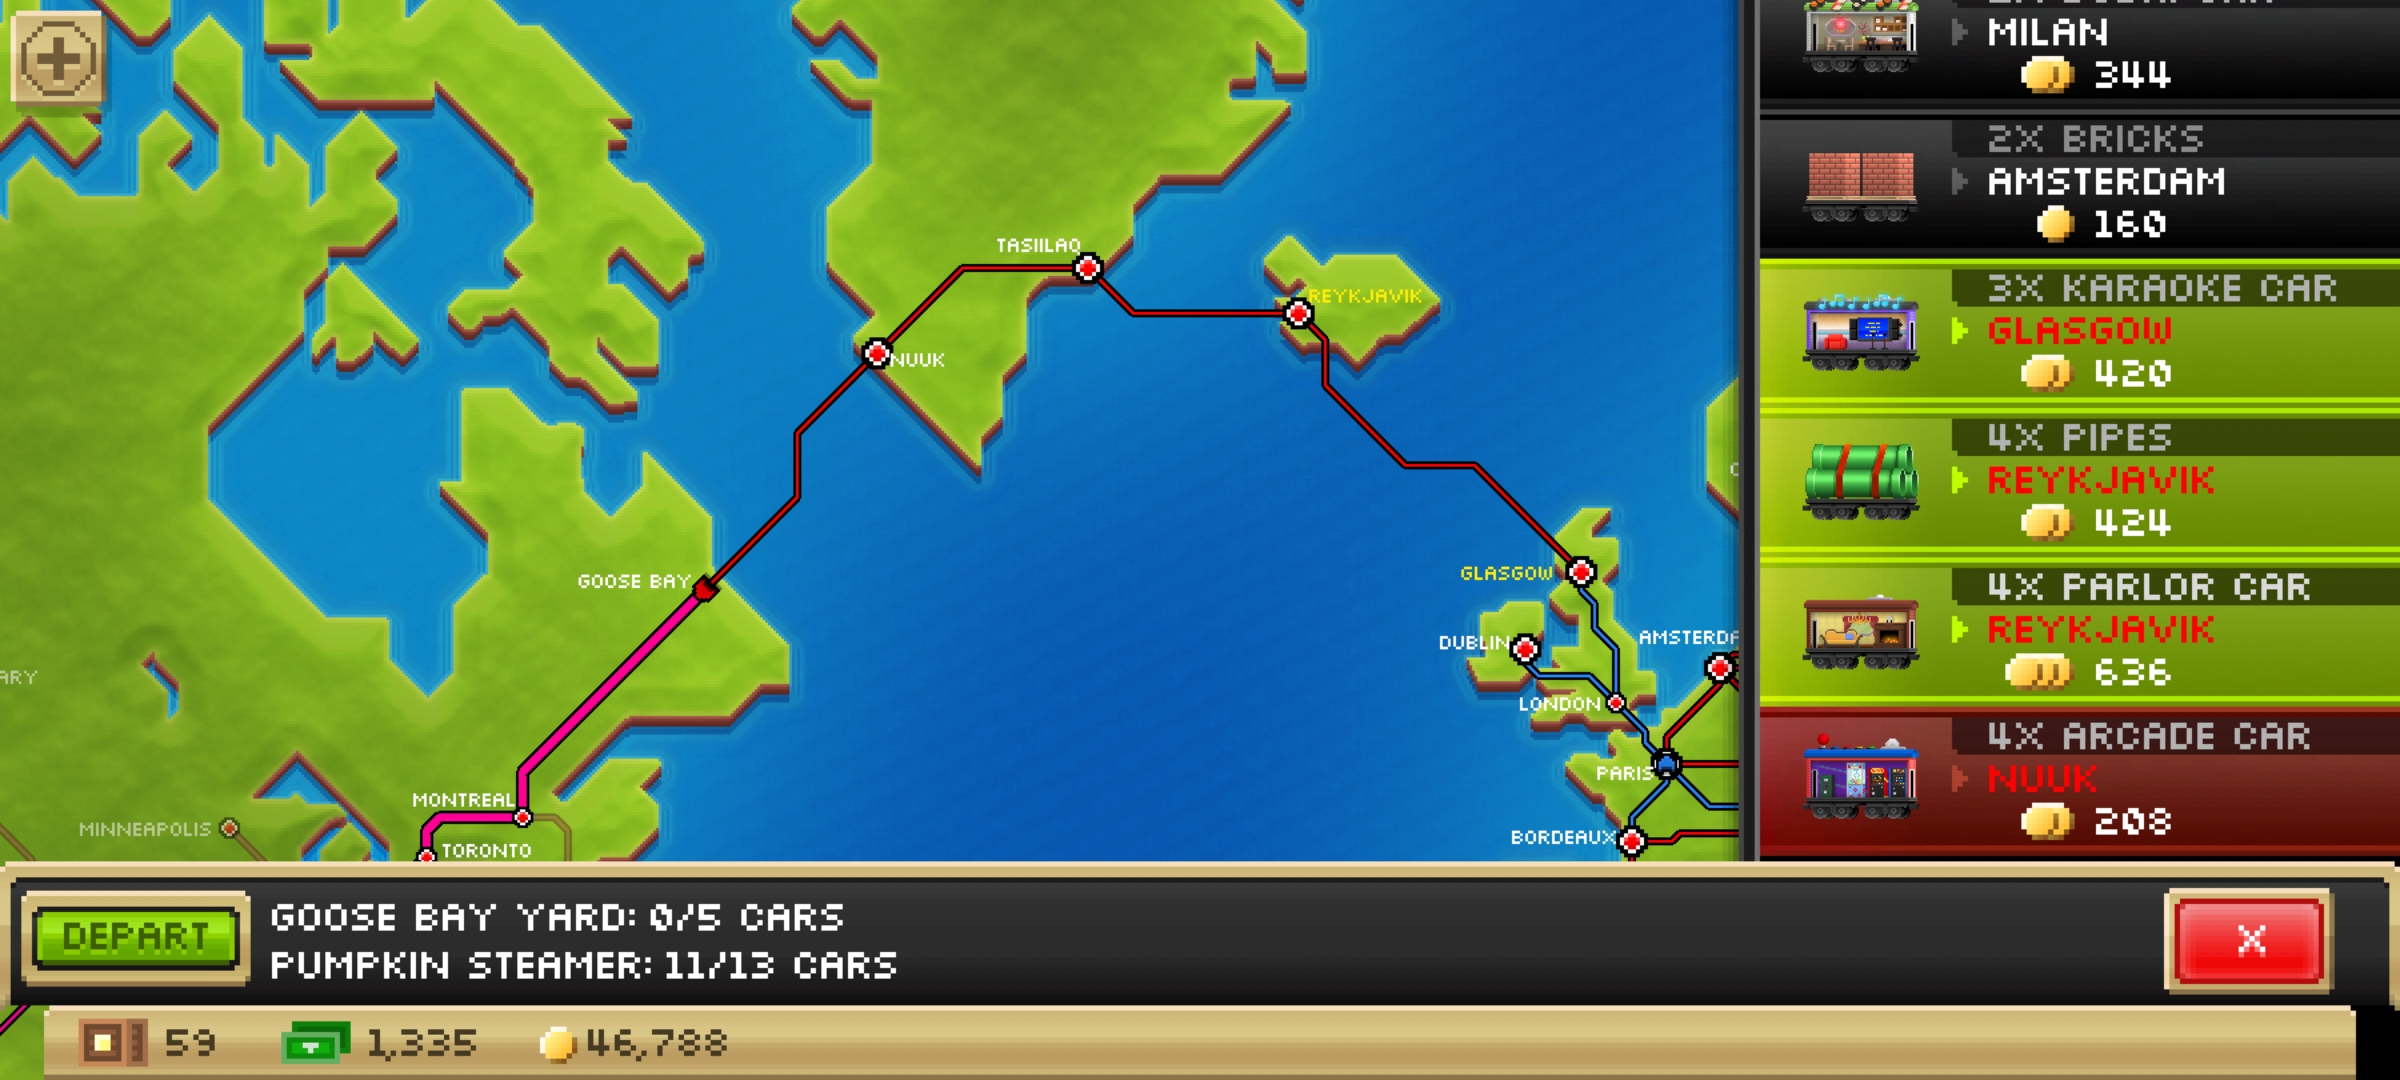 TASIILAQ
REYKJAVIK
NUUK
GOOSE BAY
GLASGOW
DUBLIN
LONDON
PARIS
BORDEAUX
ARY
MONTREAL
MINNEAPOLIS
TORONTO
MILAN
344
2X BRICKS
AMSTERDAM
160
3X KARAOKE CAR
GLASGOW
420
4X PIPES
REYKJAVIK
424
4X PARLOR CAR
REYKJAVIK
636
4X ARCADE CAR
NUUK
208
DEPART
GOOSE BAY YARD: 0/5 CARS
PUMPKIN STEAMER: 11/13 CARS
X
59
1,335
46,788